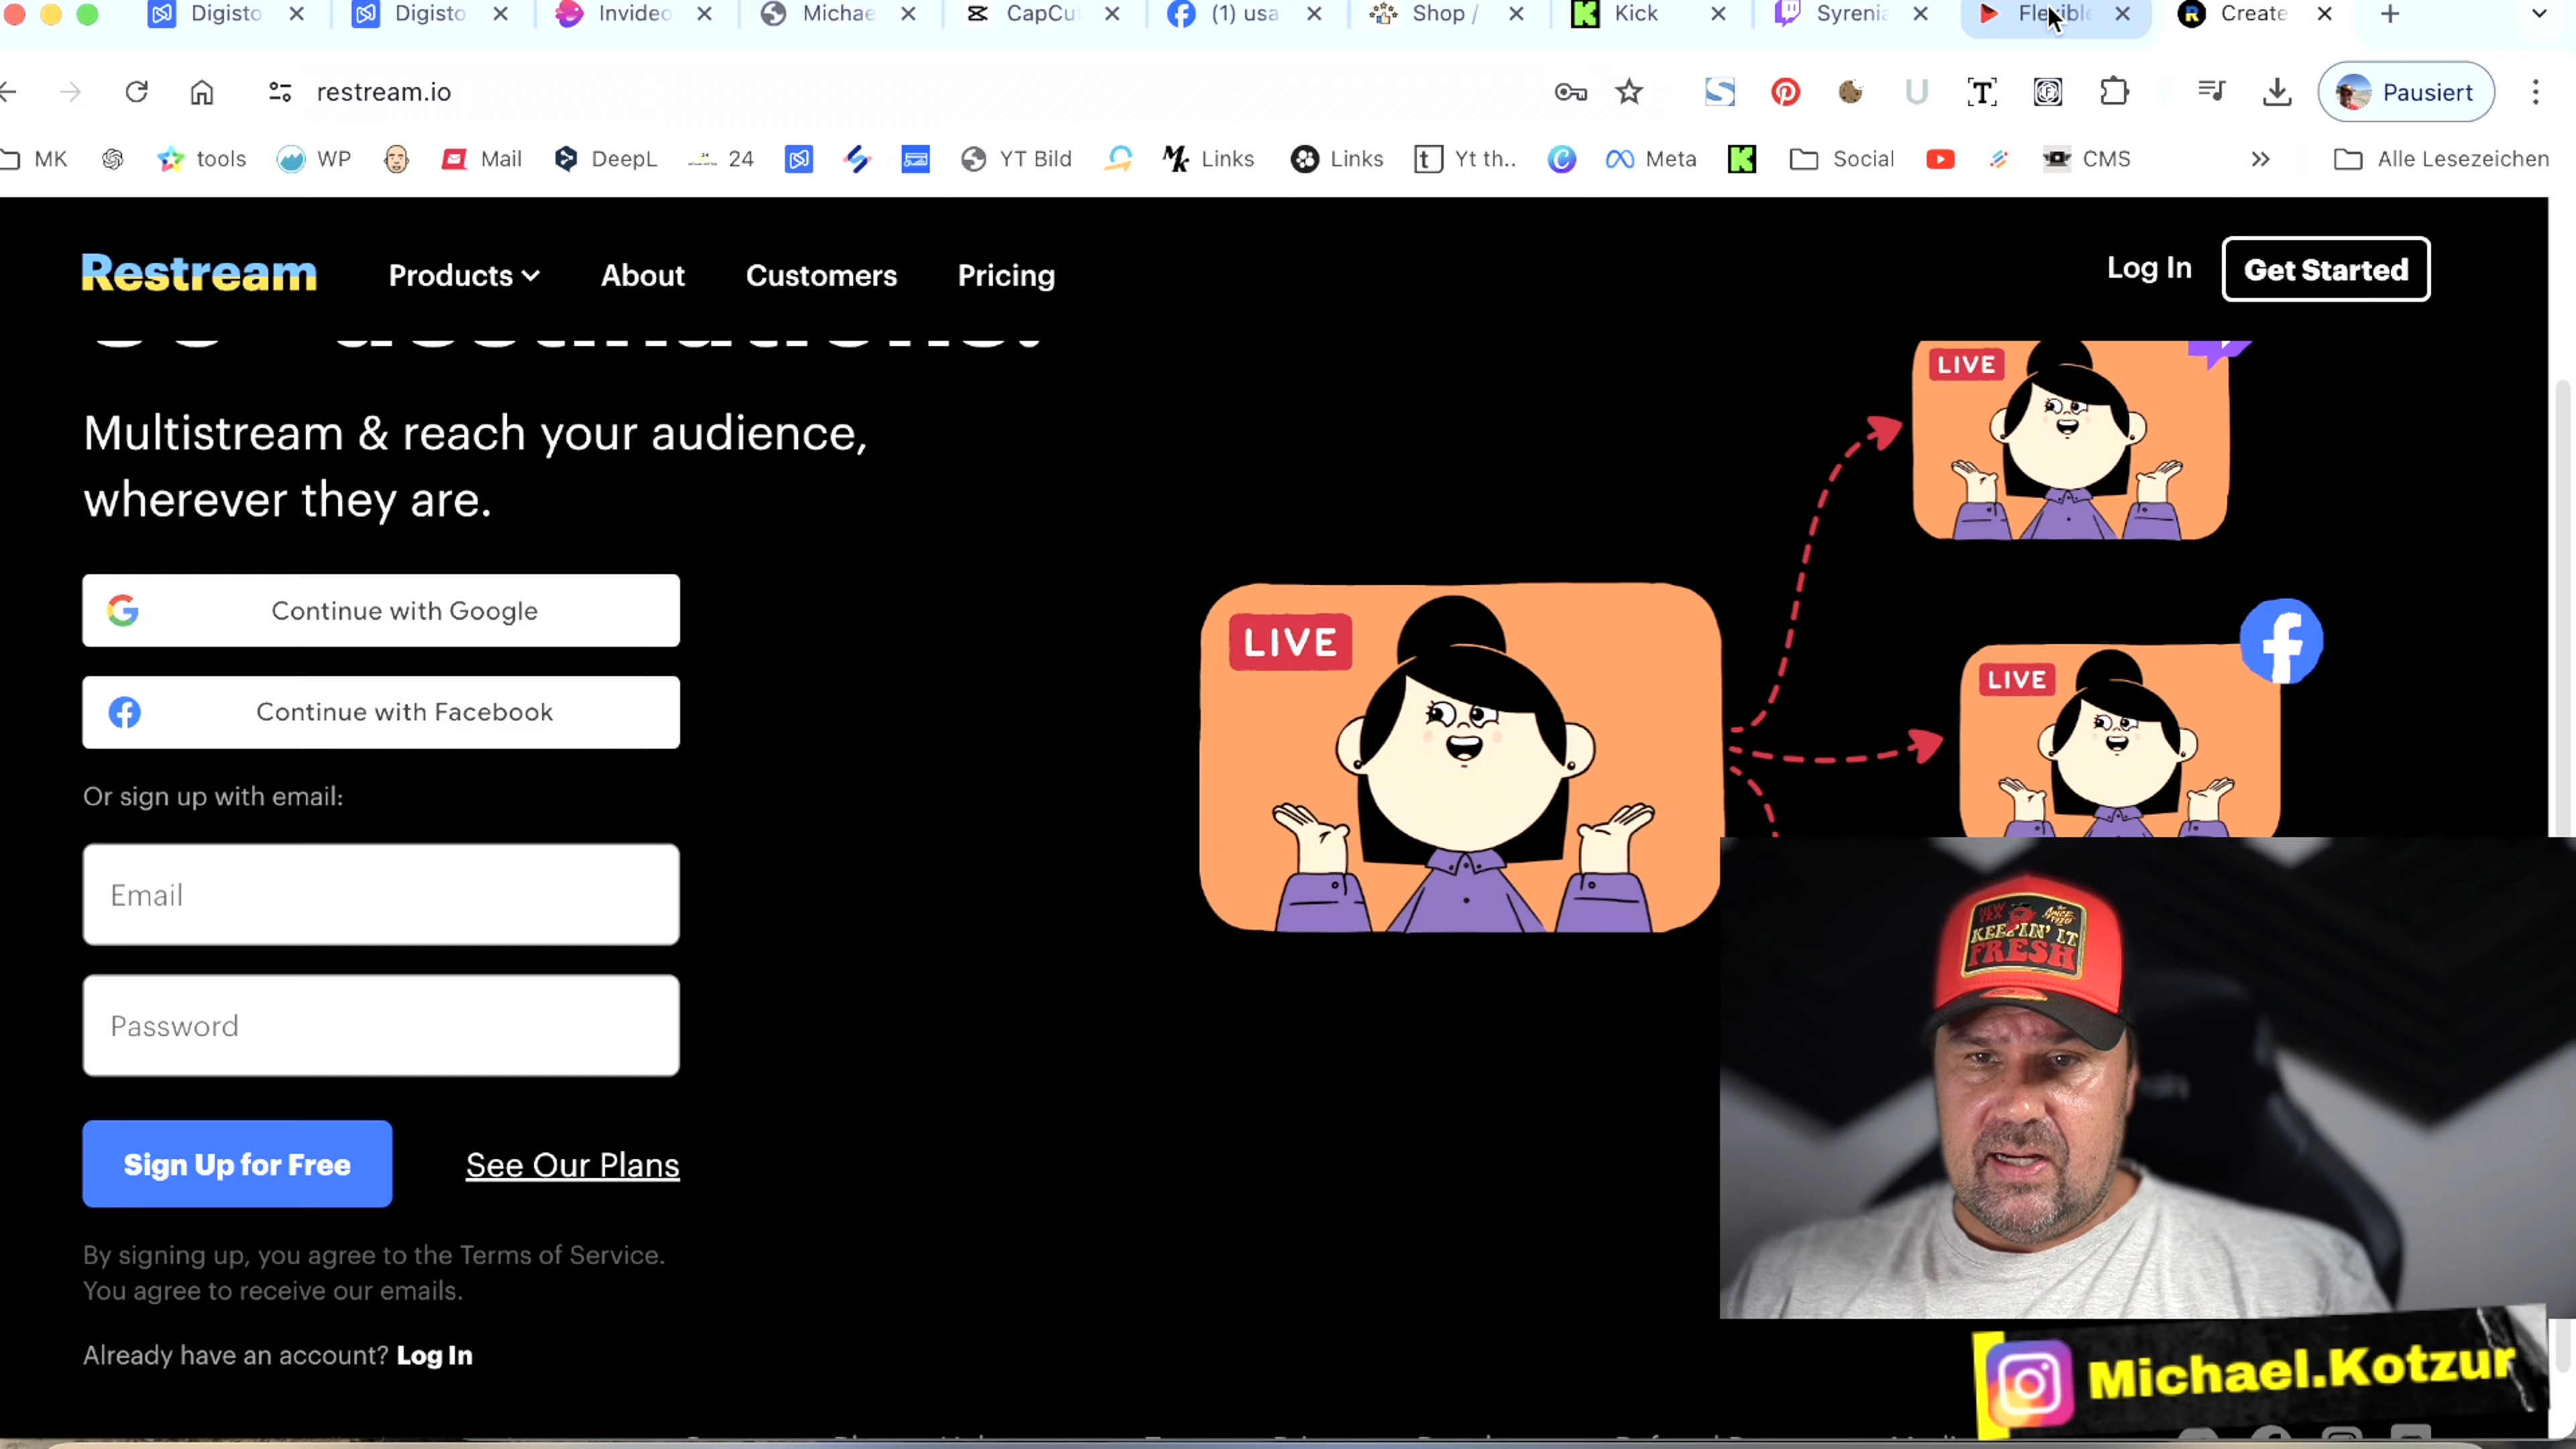 Digisto
Digisto
Invideo
Michae
CapCut
(1) usa
Shop /
Kick
Syrenia
Flexible
Create
restream.io
Pausiert
MK
tools
WP
Mail
DeepL
24
YT Bild
Links
Links
Yt th..
Meta
Social
CMS
Alle Lesezeichen
Restream
Products
About
Customers
Pricing
Log In
Get Started
Multistream & reach your audience,
wherever they are.
Continue with Google
Continue with Facebook
Or sign up with email:
Email
Password
Sign Up for Free
See Our Plans
By signing up, you agree to the Terms of Service.
You agree to receive our emails.
Already have an account? Log In
LIVE
LIVE
LIVE
NEW ERA
KEEPIN' IT
FRESH
Michael.Kotzur